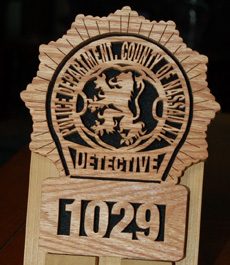 POLICE DEPARTMENT, COUNTY OF NASSAU, N.Y.
DETECTIVE
1029